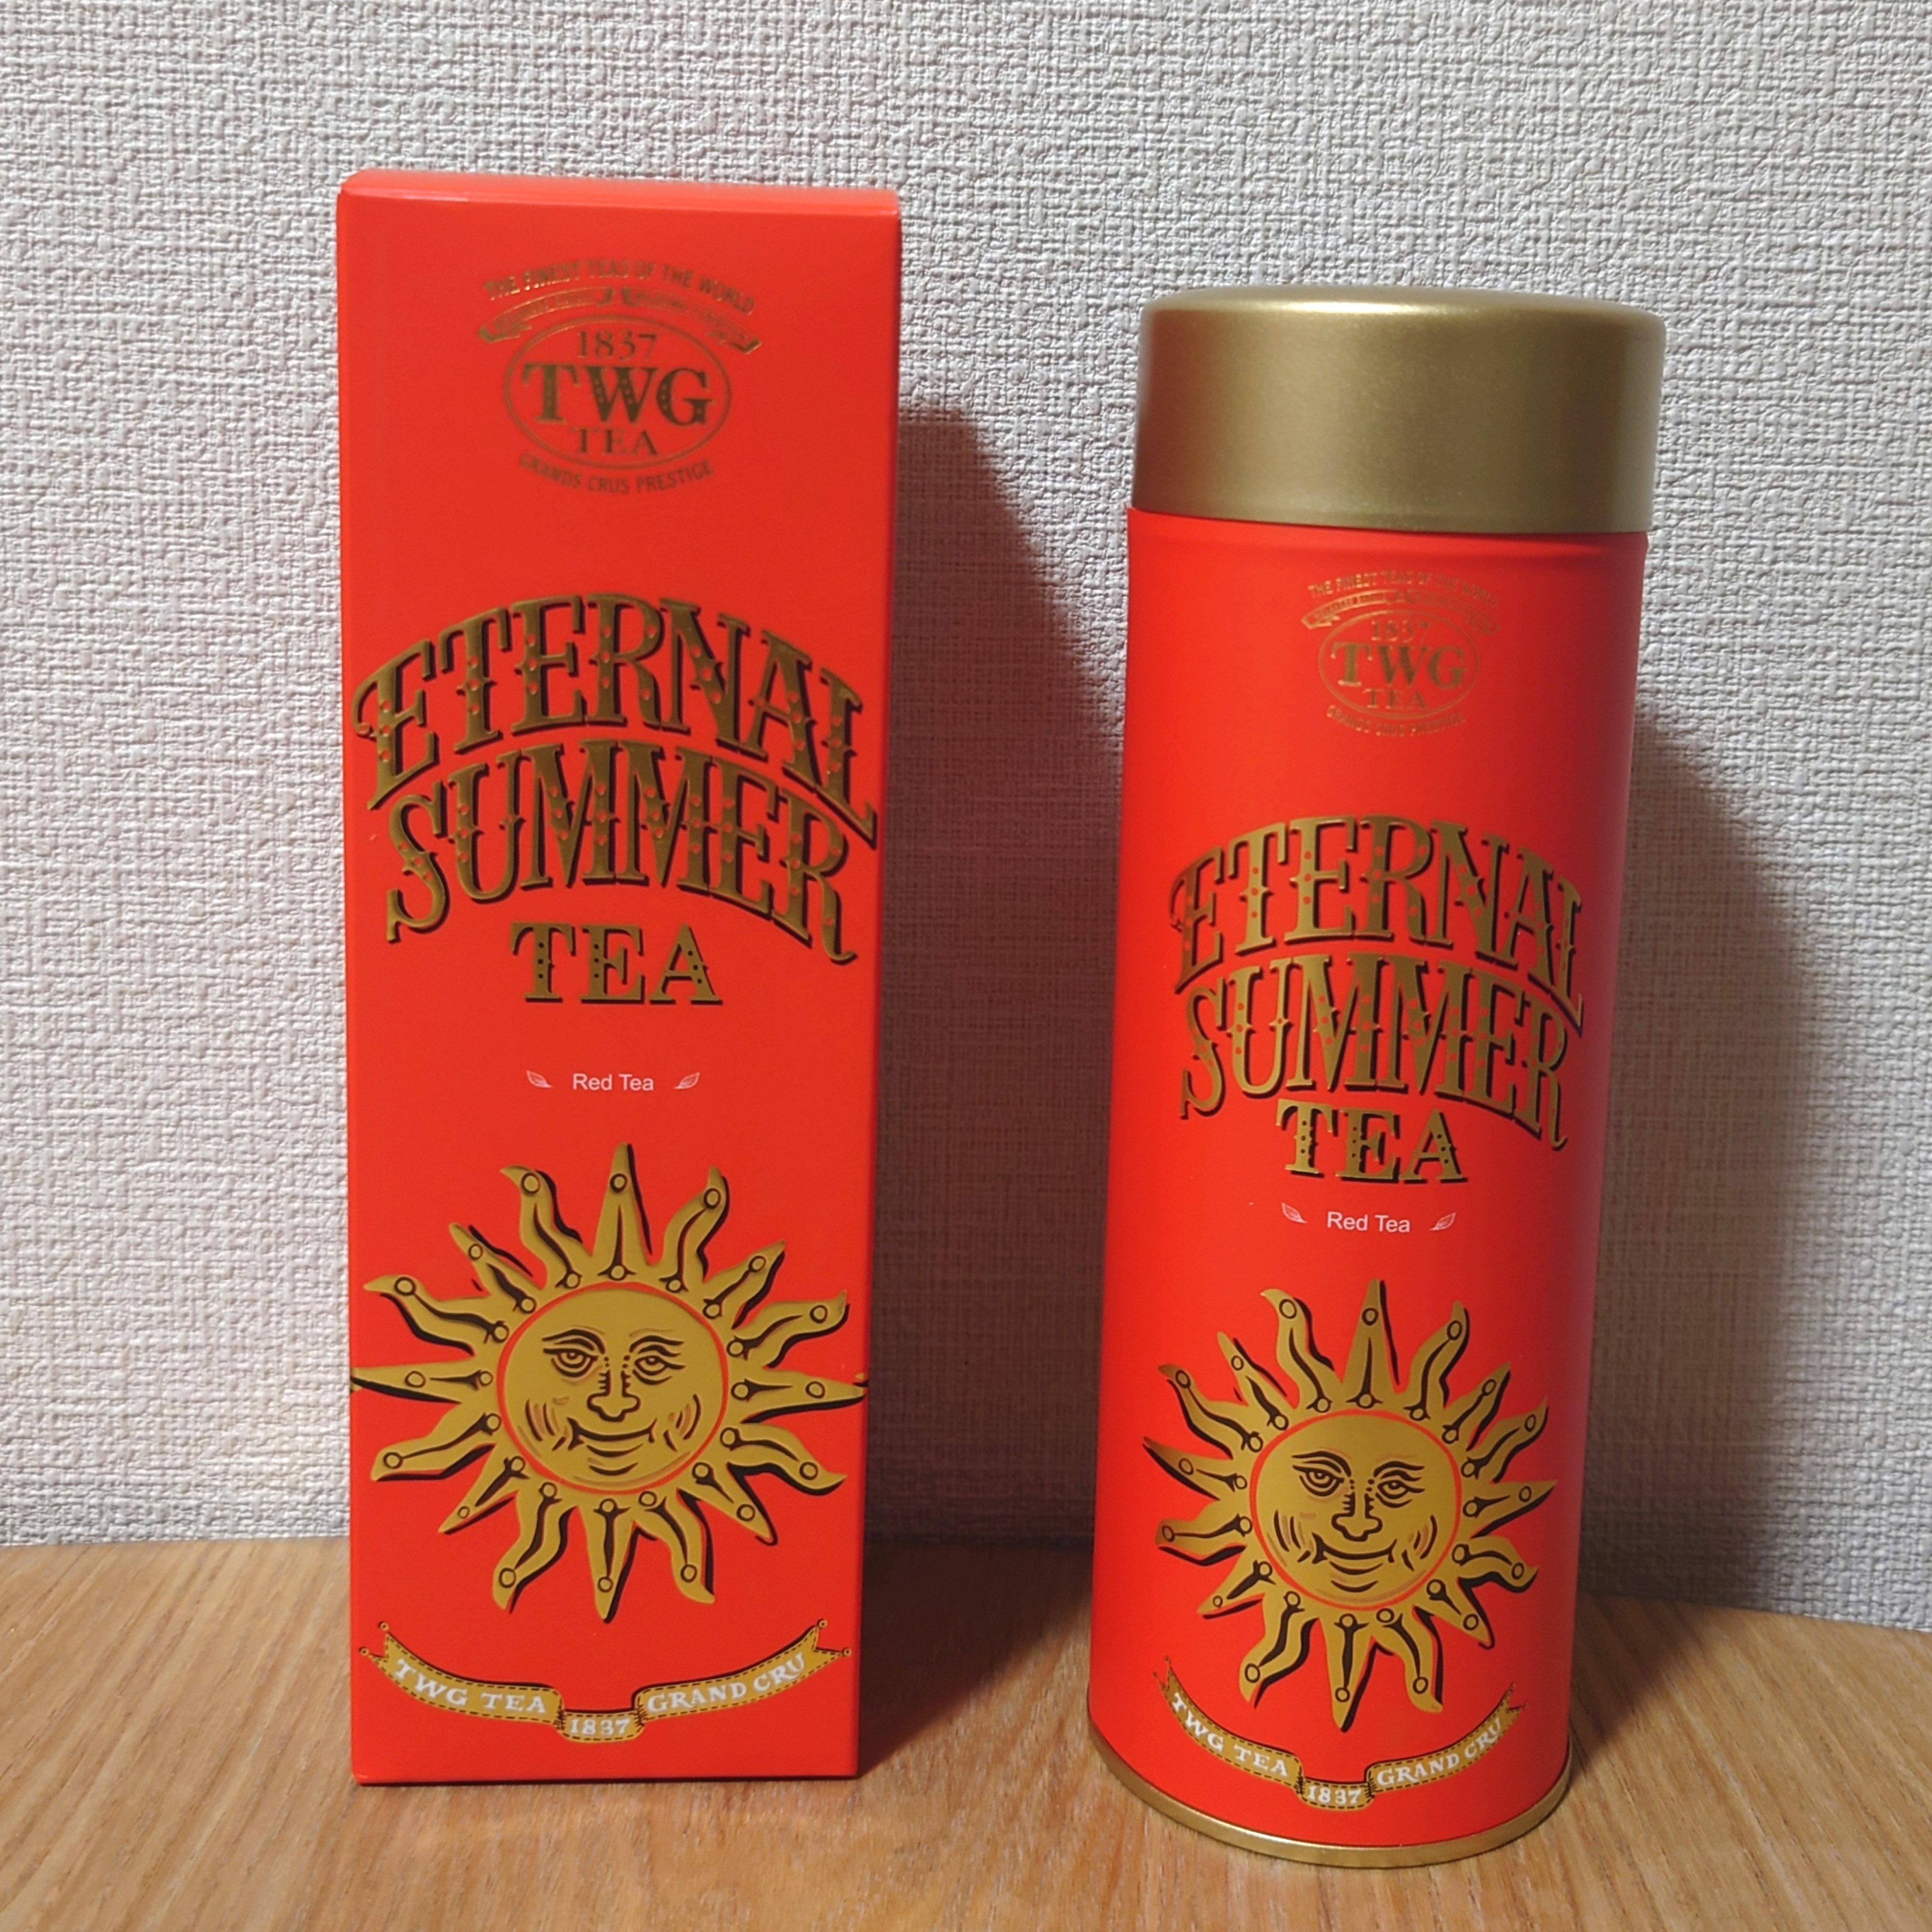 THE FINEST TEAS OF THE WORLD
1837
TWG
TEA
GRANDS CRUS PRESTIGE
ETERNAL
SUMMER
TEA
Red Tea
TWG TEA 1837 GRAND CRU
THE FINEST TEAS OF THE WORLD
1837
TWG
TEA
GRANDS CRUS PRESTIGE
ETERNAL
SUMMER
TEA
Red Tea
TWG TEA 1837 GRAND CRU